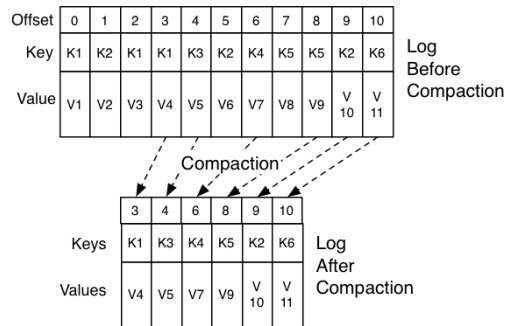 Offset 0 1 2 3 4 5 6 7 8 9 10
Key K1 K2 K1 K1 K3 K2 K4 K5 K5 K2 K6
Value V1 V2 V3 V4 V5 V6 V7 V8 V9 V 10 V 11
Log
Before
Compaction
Compaction
3 4 6 8 9 10
Keys K1 K3 K4 K5 K2 K6
Values V4 V5 V7 V9 V 10 V 11
Log
After
Compaction